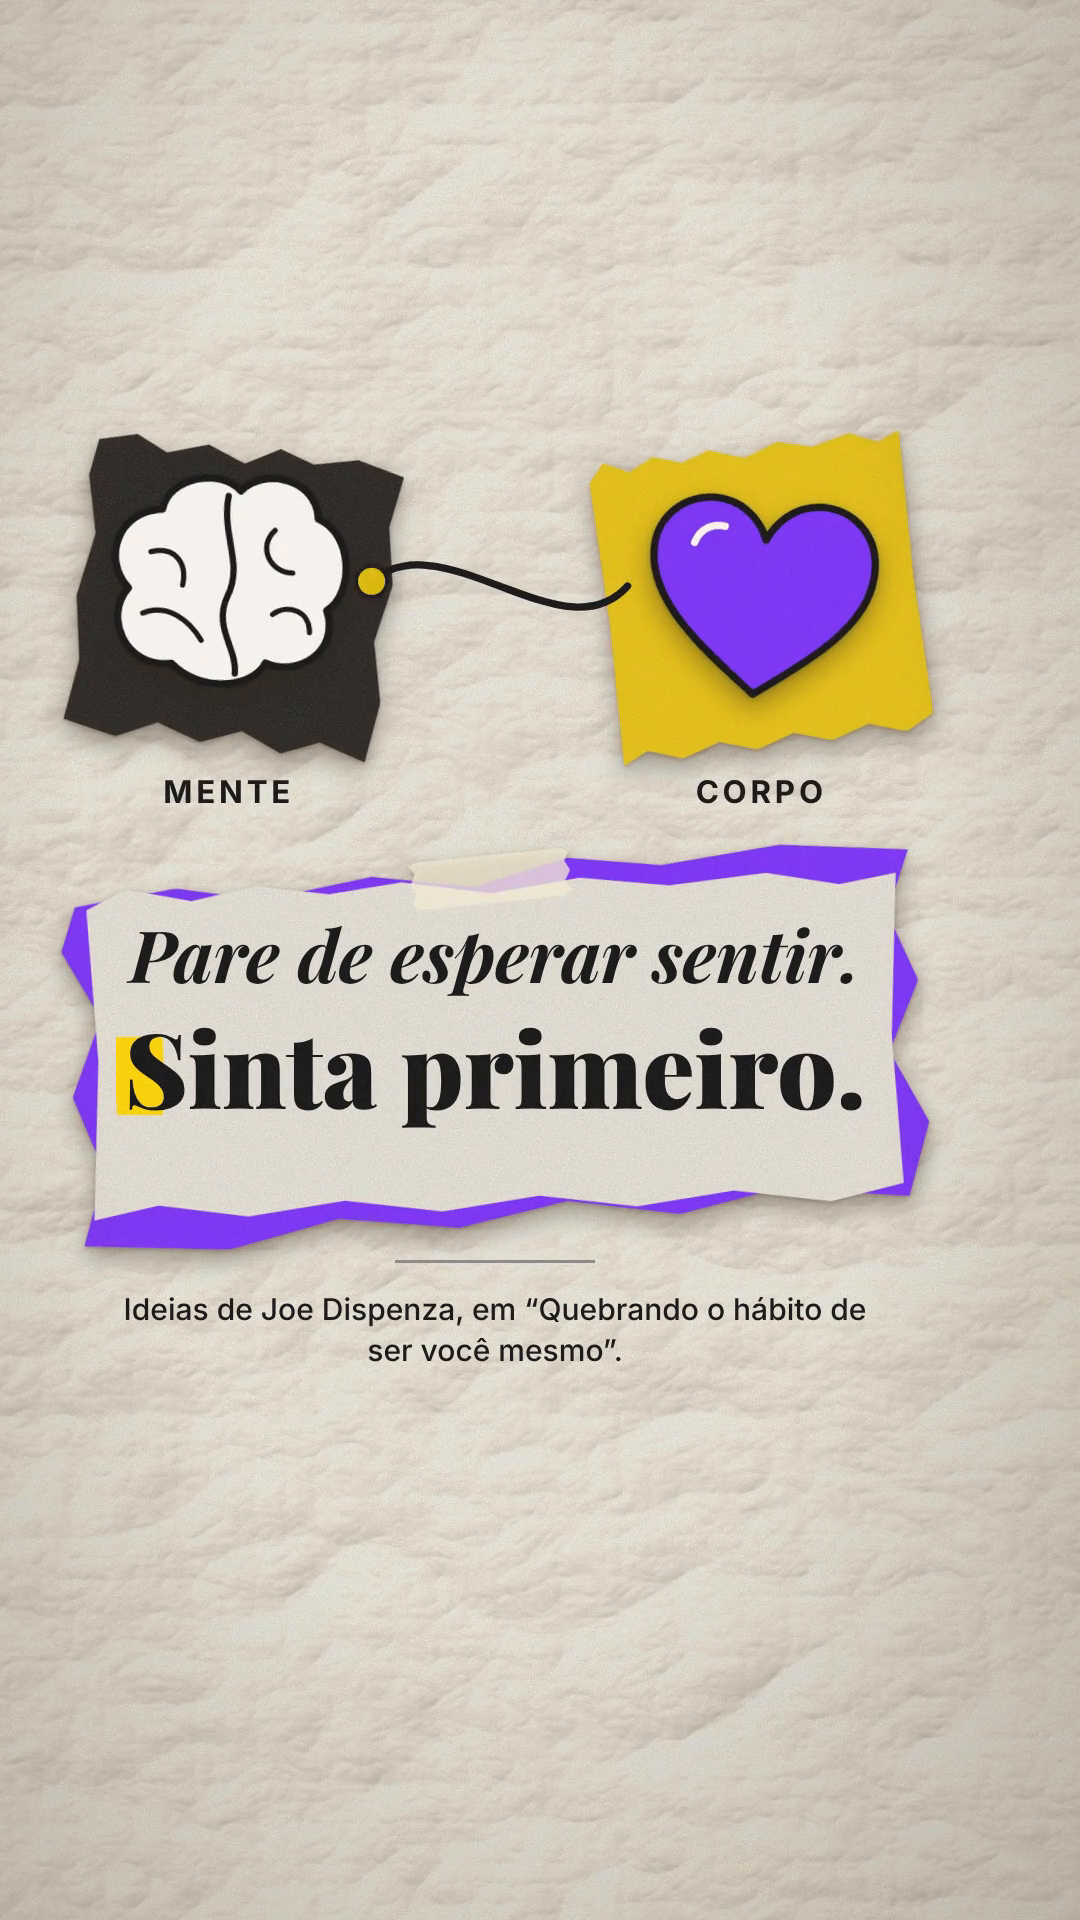 MENTE
CORPO
Pare de esperar sentir.
Sinta primeiro.
Ideias de Joe Dispenza, em “Quebrando o hábito de
ser você mesmo”.